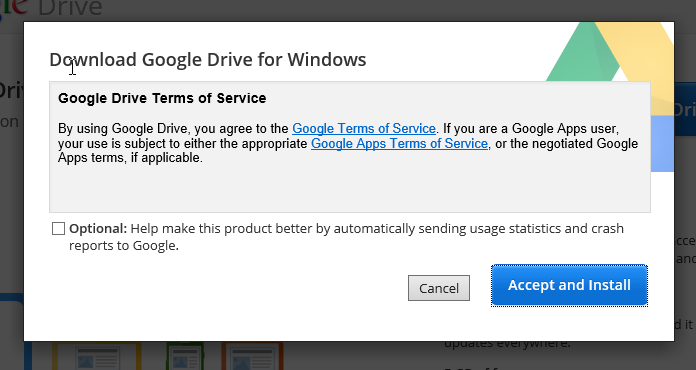 Drive
Download Google Drive for Windows
Google Drive Terms of Service
By using Google Drive, you agree to the Google Terms of Service. If you are a Google Apps user,
your use is subject to either the appropriate Google Apps Terms of Service, or the negotiated Google
Apps terms, if applicable.
Optional: Help make this product better by automatically sending usage statistics and crash
reports to Google.
Cancel
Accept and Install
updates everywhere.